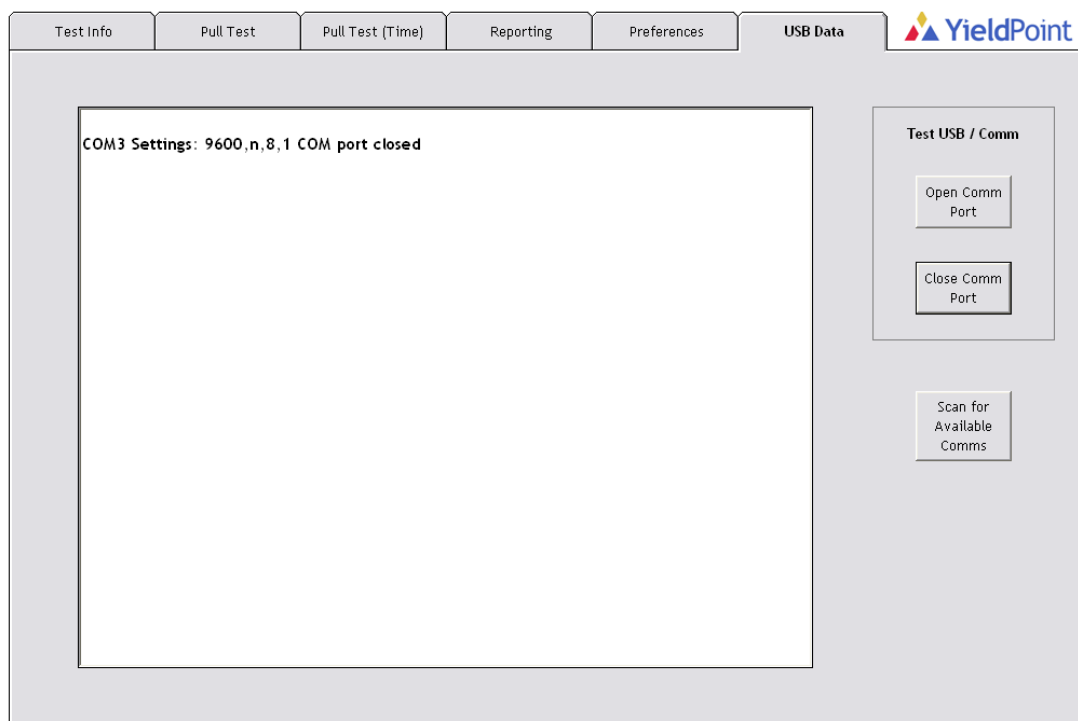 Test Info
Pull Test
Pull Test (Time)
Reporting
Preferences
USB Data
YieldPoint
COM3 Settings: 9600,n,8,1 COM port closed
Test USB / Comm
Open Comm
Port
Close Comm
Port
Scan for
Available
Comms